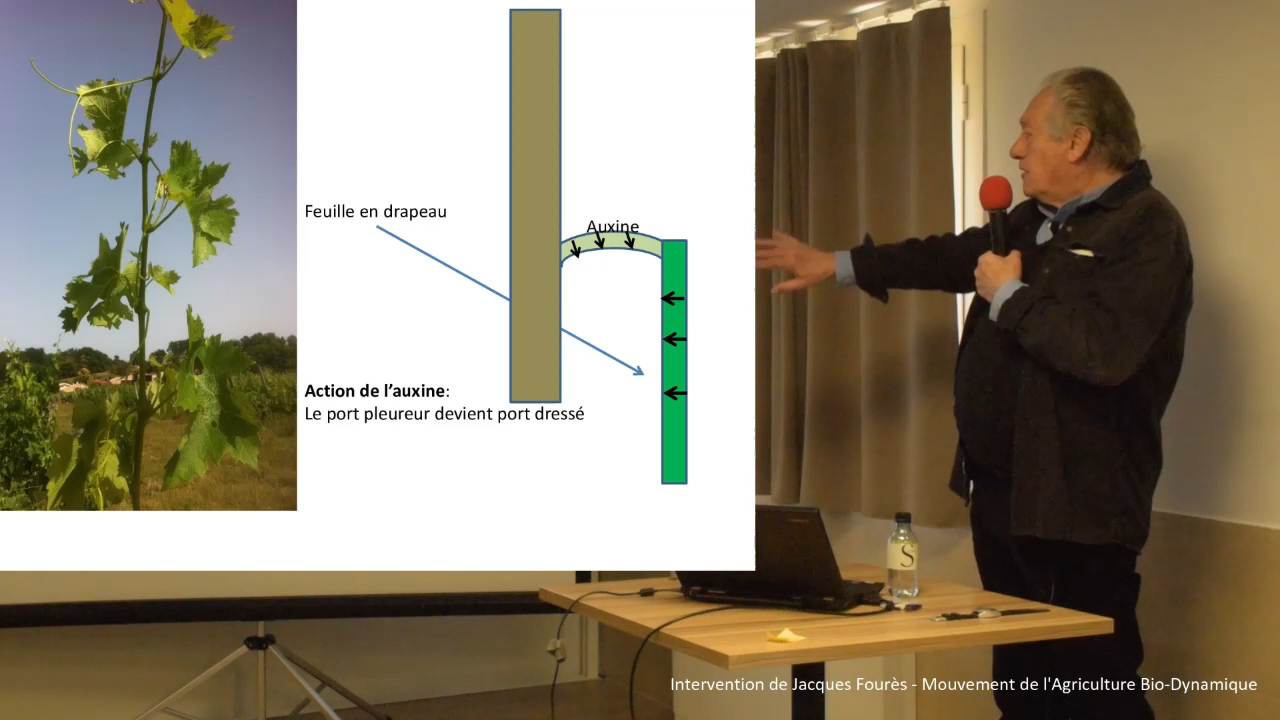 Feuille en drapeau
Auxine
Action de l’auxine:
Le port pleureur devient port dressé
S
Intervention de Jacques Fourès - Mouvement de l'Agriculture Bio-Dynamique